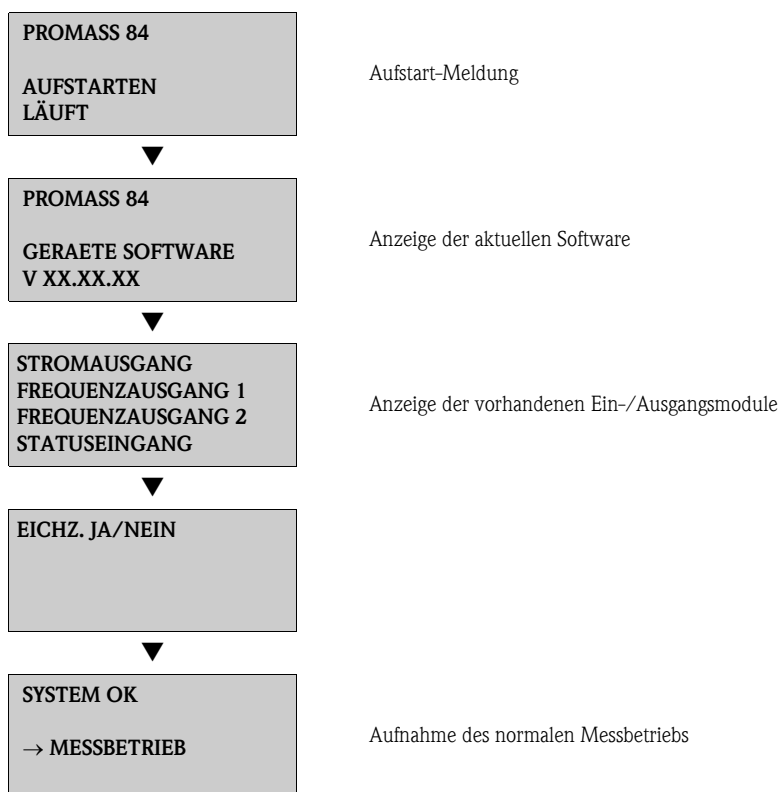 PROMASS 84
AUFSTARTEN
LÄUFT
Aufstart-Meldung
PROMASS 84
GERAETE SOFTWARE
V XX.XX.XX
Anzeige der aktuellen Software
STROMAUSGANG
FREQUENZAUSGANG 1
FREQUENZAUSGANG 2
STATUSEINGANG
Anzeige der vorhandenen Ein-/Ausgangsmodule
EICHZ. JA/NEIN
SYSTEM OK
→ MESSBETRIEB
Aufnahme des normalen Messbetriebs